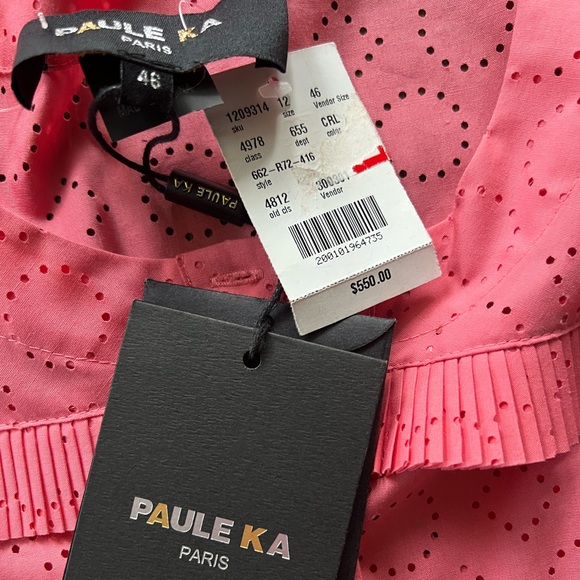 PAULE KA
PARIS
46
PAULE KA
1209314 12 46
sku size Vendor Size
4978 655 CRL
class dept color
662-R72-416
style
4812
old cls Vendor
200101964735
$550.00
PAULE KA
PARIS